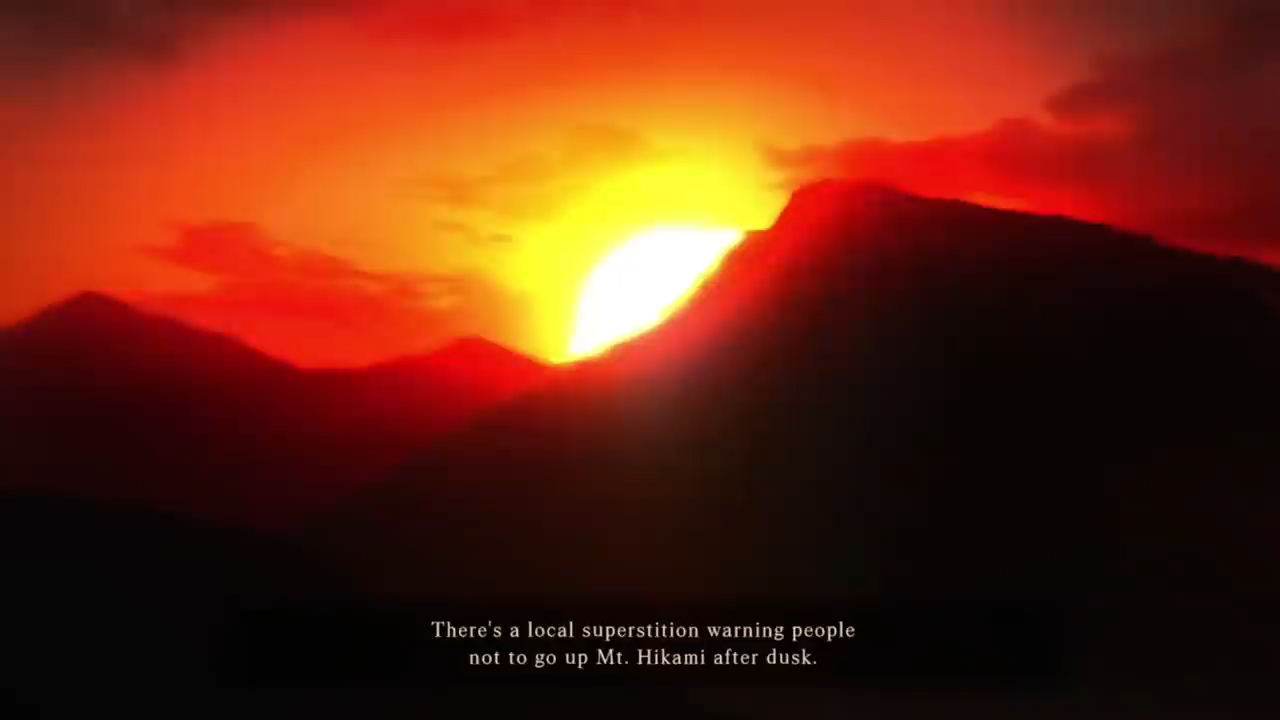 There's a local superstition warning people
not to go up Mt. Hikami after dusk.